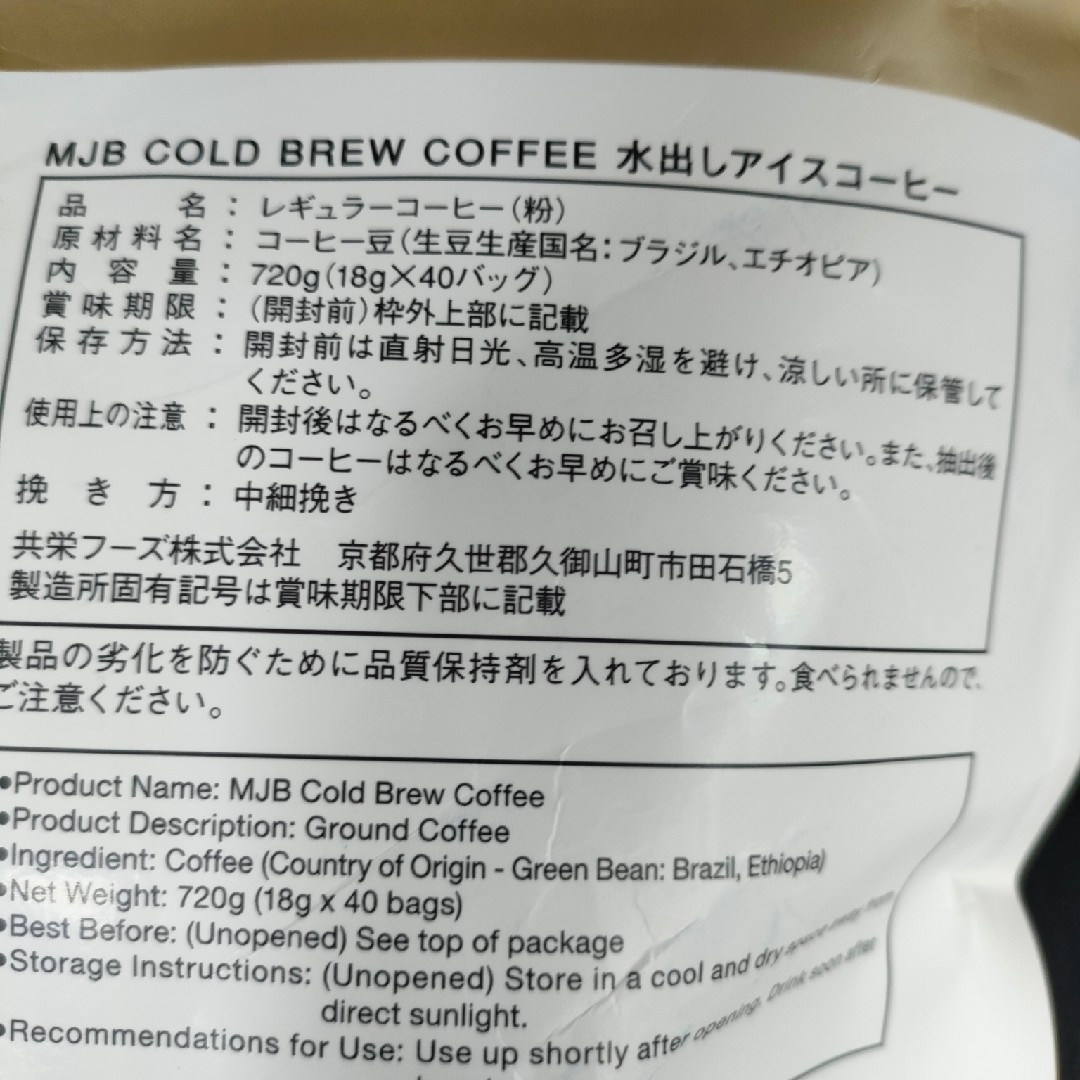 MJB COLD BREW COFFEE 水出しアイスコーヒー
品名：レギュラーコーヒー（粉）
原材料名：コーヒー豆（生豆生産国名：ブラジル、エチオピア）
内容量：720g（18g×40バッグ）
賞味期限：（開封前）枠外上部に記載
保存方法：開封前は直射日光、高温多湿を避け、涼しい所に保管して
ください。
使用上の注意：開封後はなるべくお早めにお召し上がりください。また、抽出後
のコーヒーはなるべくお早めにご賞味ください。
挽き方：中細挽き
共栄フーズ株式会社　京都府久世郡久御山町市田石橋5
製造所固有記号は賞味期限下部に記載
製品の劣化を防ぐために品質保持剤を入れております。食べられませんので、
ご注意ください。
•Product Name: MJB Cold Brew Coffee
•Product Description: Ground Coffee
•Ingredient: Coffee (Country of Origin - Green Bean: Brazil, Ethiopia)
•Net Weight: 720g (18g x 40 bags)
•Best Before: (Unopened) See top of package
•Storage Instructions: (Unopened) Store in a cool and dry space away from
direct sunlight.
•Recommendations for Use: Use up shortly after opening. Drink soon after